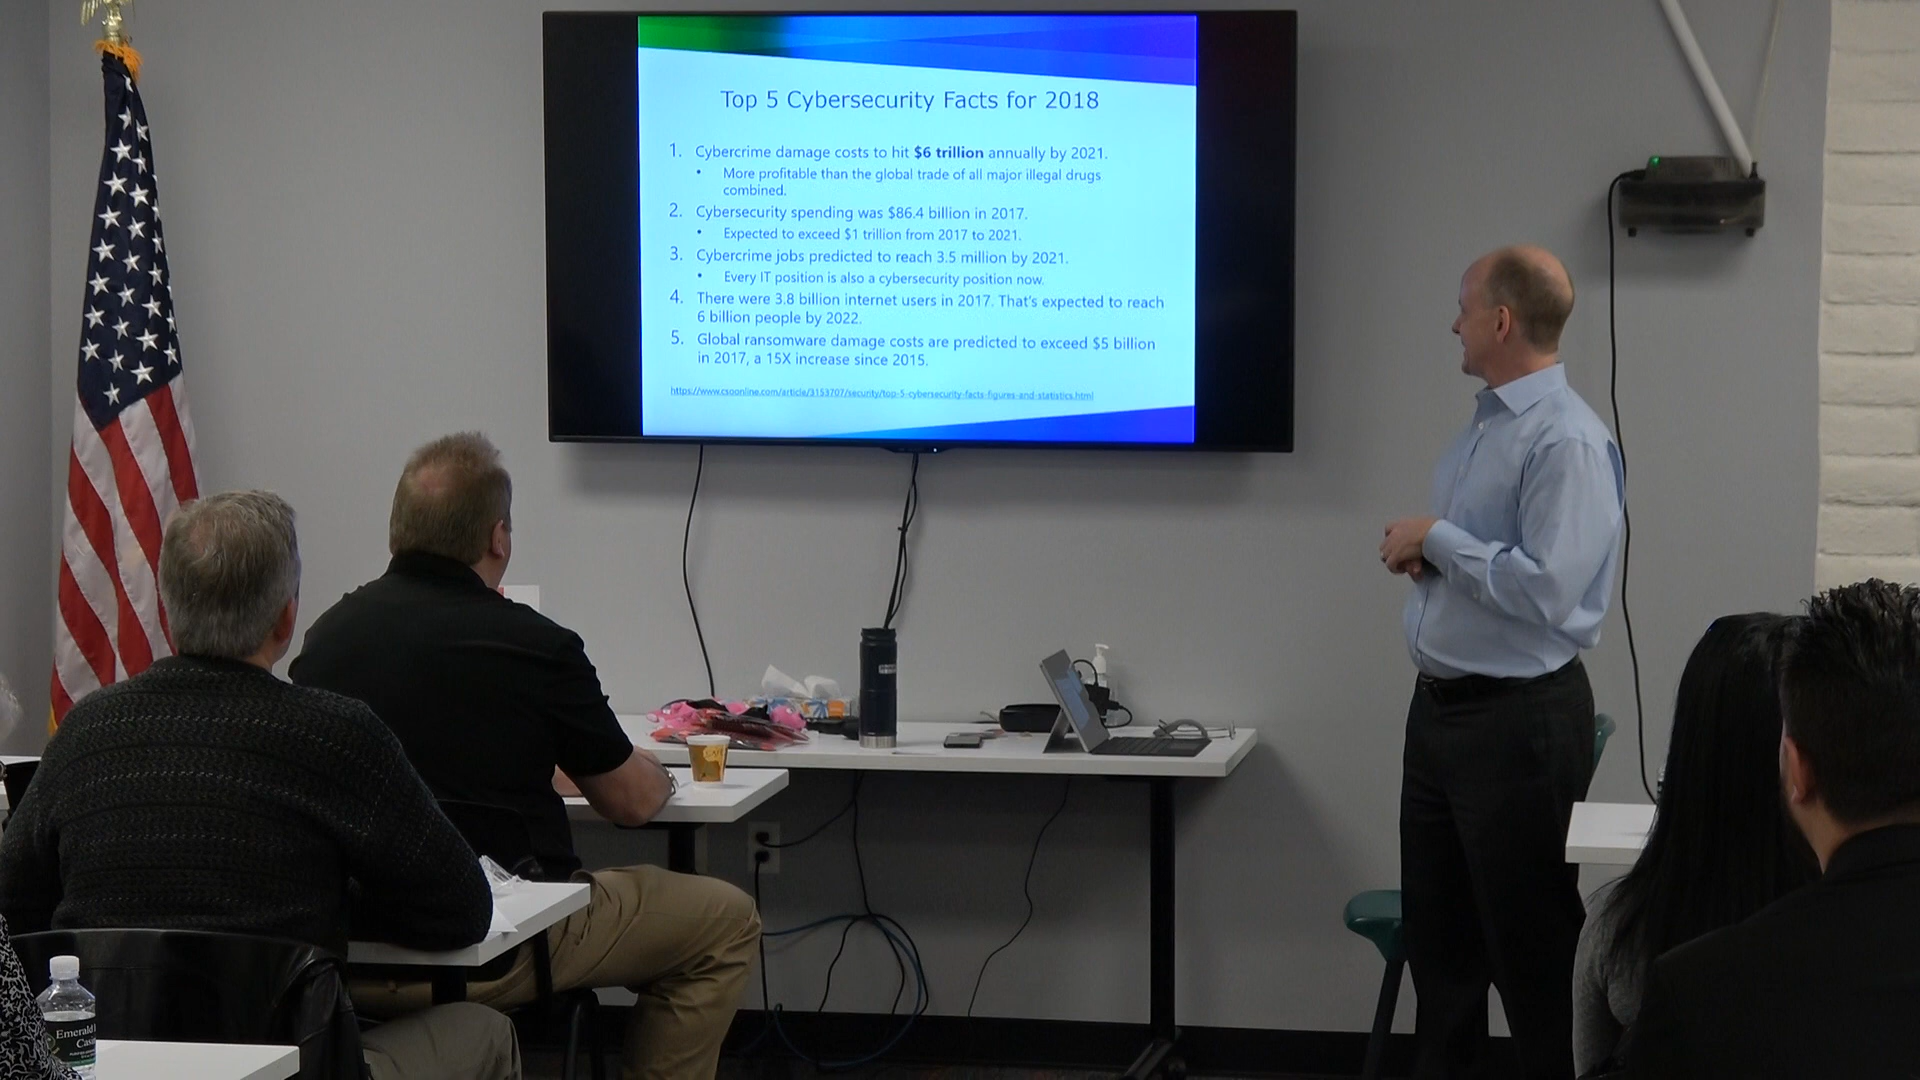 Top 5 Cybersecurity Facts for 2018
1. Cybercrime damage costs to hit $6 trillion annually by 2021.
• More profitable than the global trade of all major illegal drugs
combined.
2. Cybersecurity spending was $86.4 billion in 2017.
• Expected to exceed $1 trillion from 2017 to 2021.
3. Cybercrime jobs predicted to reach 3.5 million by 2021.
• Every IT position is also a cybersecurity position now.
4. There were 3.8 billion internet users in 2017. That's expected to reach
6 billion people by 2022.
5. Global ransomware damage costs are predicted to exceed $5 billion
in 2017, a 15X increase since 2015.
https://www.csoonline.com/article/3153707/security/top-5-cybersecurity-facts-figures-and-statistics.html
Emerald